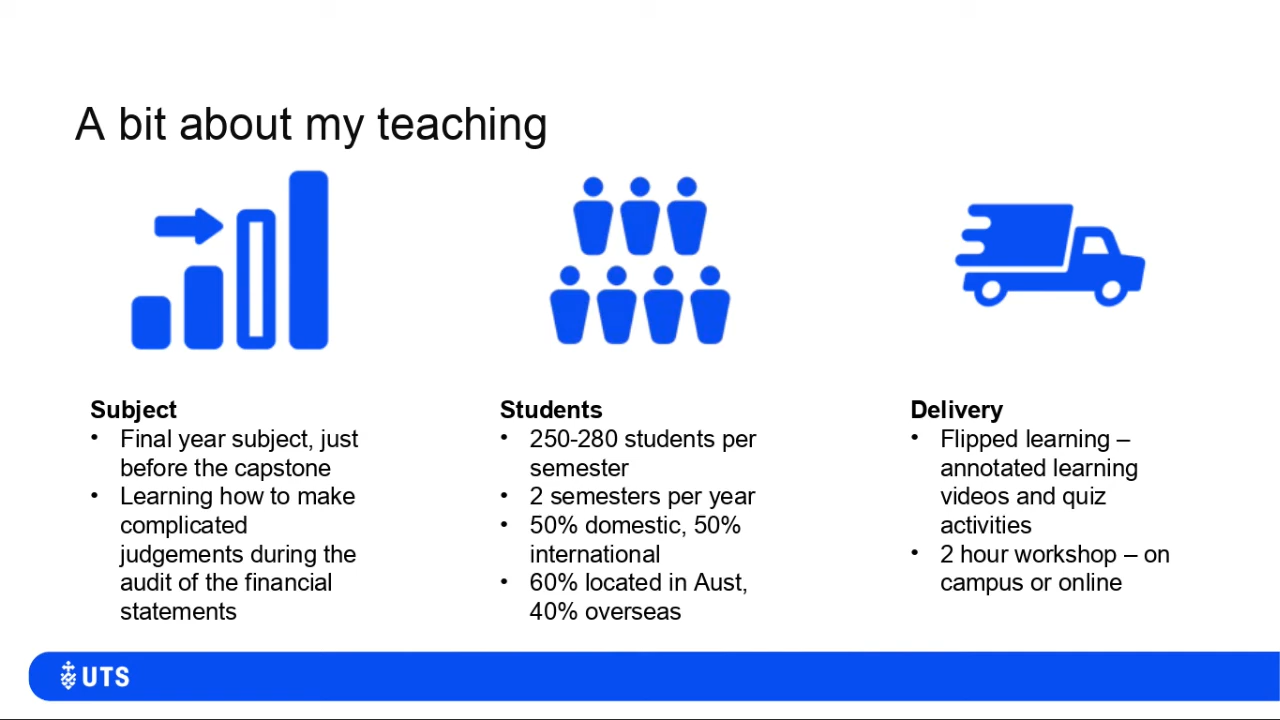 A bit about my teaching
Subject
• Final year subject, just
before the capstone
• Learning how to make
complicated
judgements during the
audit of the financial
statements
Students
• 250-280 students per
semester
• 2 semesters per year
• 50% domestic, 50%
international
• 60% located in Aust,
40% overseas
Delivery
• Flipped learning –
annotated learning
videos and quiz
activities
• 2 hour workshop – on
campus or online
UTS